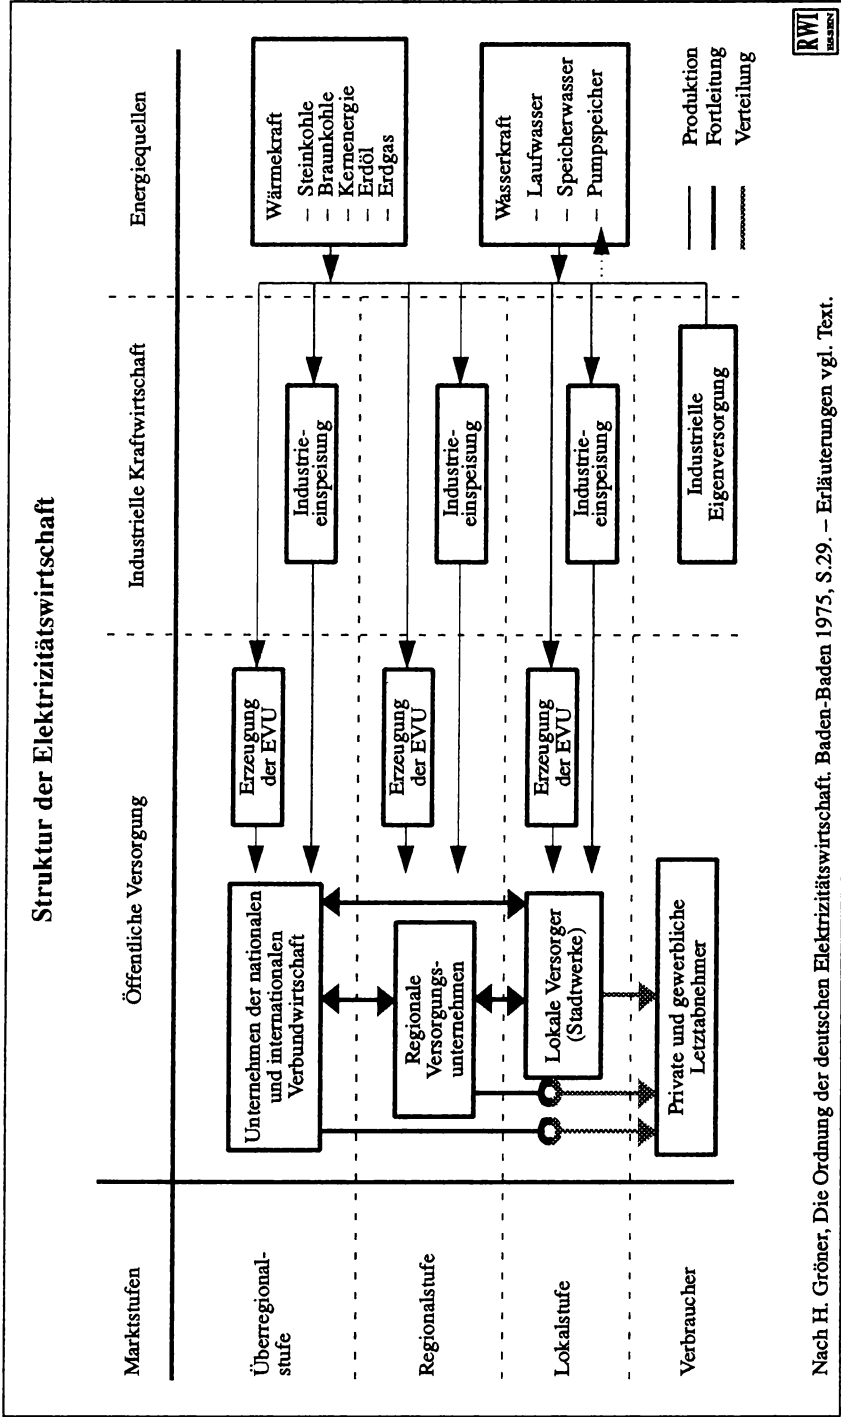 Struktur der Elektrizitätswirtschaft
Marktstufen
Öffentliche Versorgung
Industrielle Kraftwirtschaft
Energiequellen
Überregional-
stufe
Unternehmen der nationalen
und internationalen
Verbundwirtschaft
Erzeugung
der EVU
Industrie-
einspeisung
Wärmekraft
– Steinkohle
– Braunkohle
– Kernenergie
– Erdöl
– Erdgas
Regionalstufe
Regionale
Versorgungs-
unternehmen
Erzeugung
der EVU
Industrie-
einspeisung
Lokalstufe
Lokale Versorger
(Stadtwerke)
Erzeugung
der EVU
Industrie-
einspeisung
Wasserkraft
– Laufwasser
– Speicherwasser
– Pumpspeicher
Verbraucher
Private und gewerbliche
Letztabnehmer
Industrielle
Eigenversorgung
Produktion
Fortleitung
Verteilung
Nach H. Gröner, Die Ordnung der deutschen Elektrizitätswirtschaft. Baden-Baden 1975, S.29. – Erläuterungen vgl. Text.
RWI
ESSEN